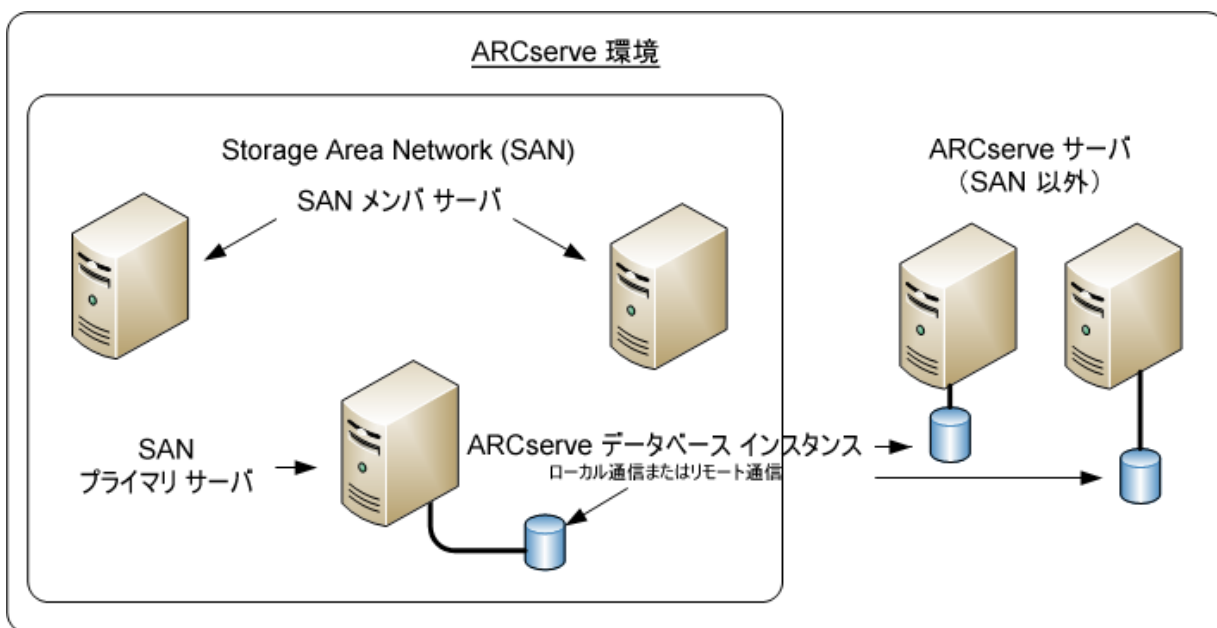 ARCserve 環境
Storage Area Network (SAN)
SAN メンバ サーバ
ARCserve サーバ
（SAN 以外）
SAN
プライマリ サーバ
ARCserve データベース インスタンス
ローカル通信またはリモート通信